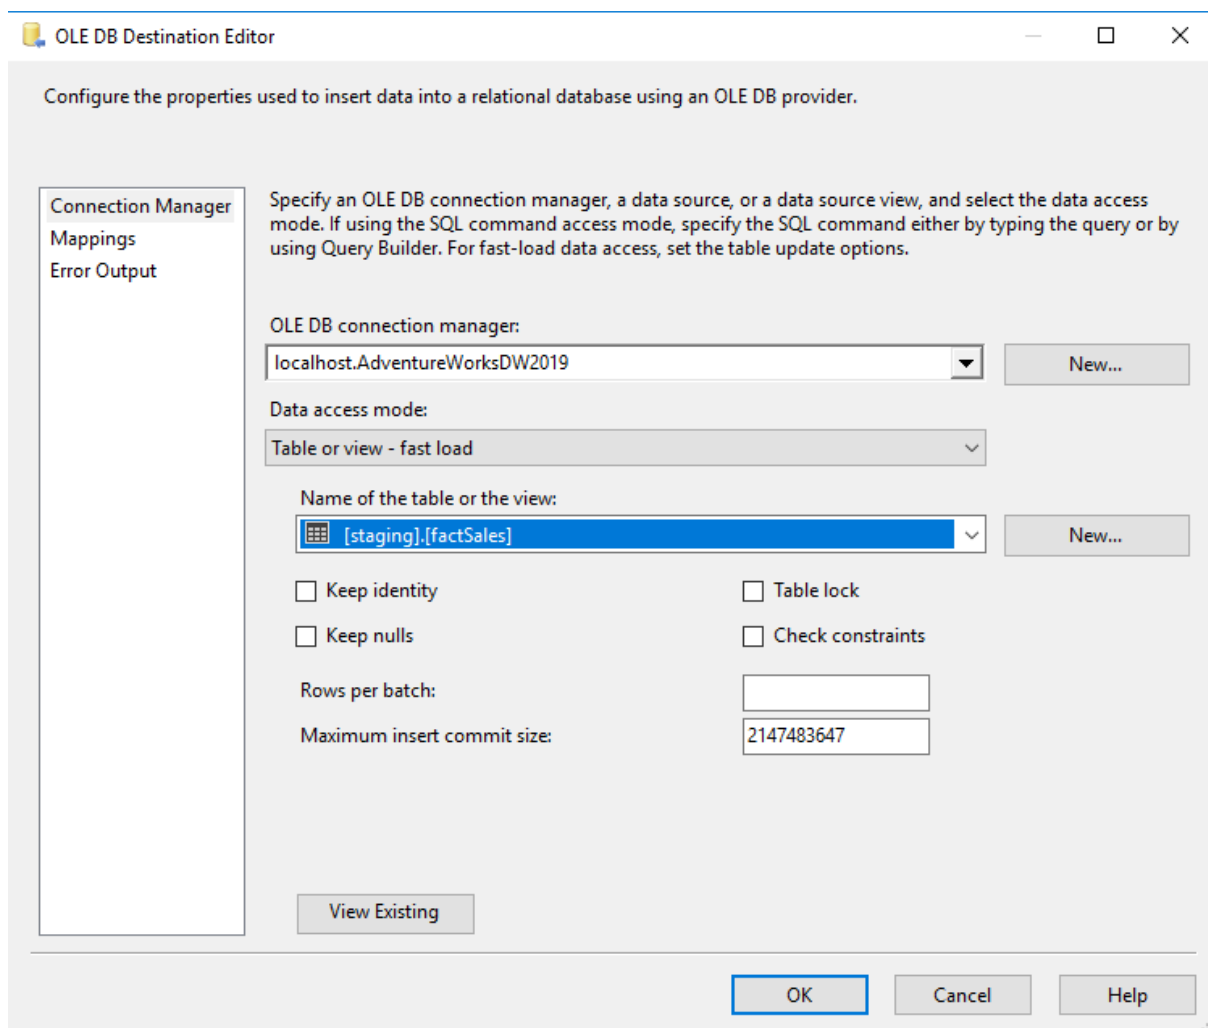 OLE DB Destination Editor
Configure the properties used to insert data into a relational database using an OLE DB provider.
Connection Manager
Mappings
Error Output
Specify an OLE DB connection manager, a data source, or a data source view, and select the data access
mode. If using the SQL command access mode, specify the SQL command either by typing the query or by
using Query Builder. For fast-load data access, set the table update options.
OLE DB connection manager:
localhost.AdventureWorksDW2019
New...
Data access mode:
Table or view - fast load
Name of the table or the view:
[staging].[factSales]
New...
Keep identity
Table lock
Keep nulls
Check constraints
Rows per batch:
Maximum insert commit size:
2147483647
View Existing
OK
Cancel
Help